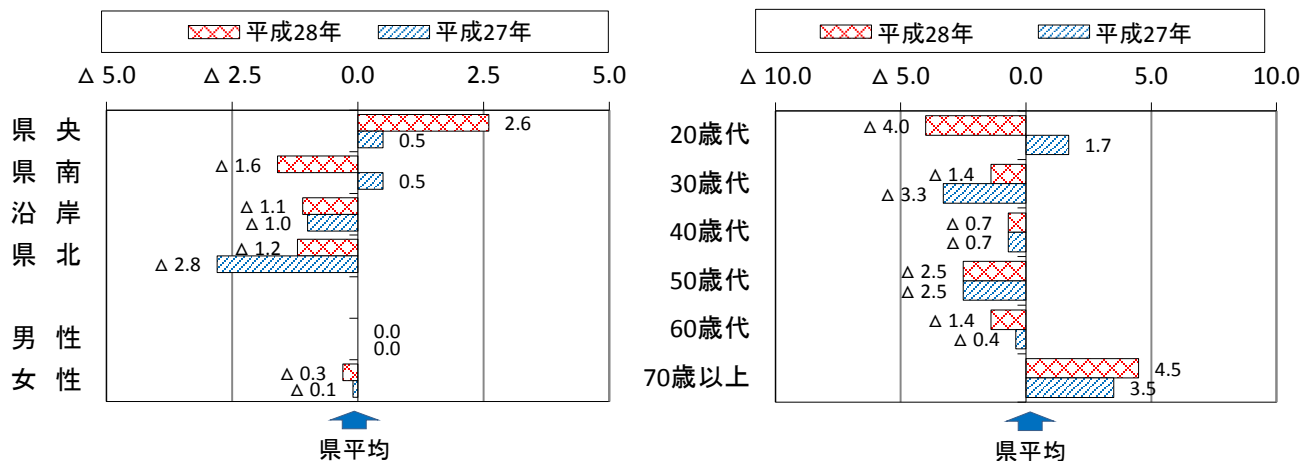 平成28年 平成27年
△ 5.0 △ 2.5 0.0 2.5 5.0
県 央 2.6
0.5
県 南 △ 1.6
0.5
沿 岸 △ 1.1
△ 1.0
県 北 △ 1.2
△ 2.8
男 性 0.0
0.0
女 性 △ 0.3
△ 0.1
県平均
平成28年 平成27年
△ 10.0 △ 5.0 0.0 5.0 10.0
20歳代 △ 4.0
1.7
30歳代 △ 1.4
△ 3.3
40歳代 △ 0.7
△ 0.7
50歳代 △ 2.5
△ 2.5
60歳代 △ 1.4
△ 0.4
70歳以上 4.5
3.5
県平均